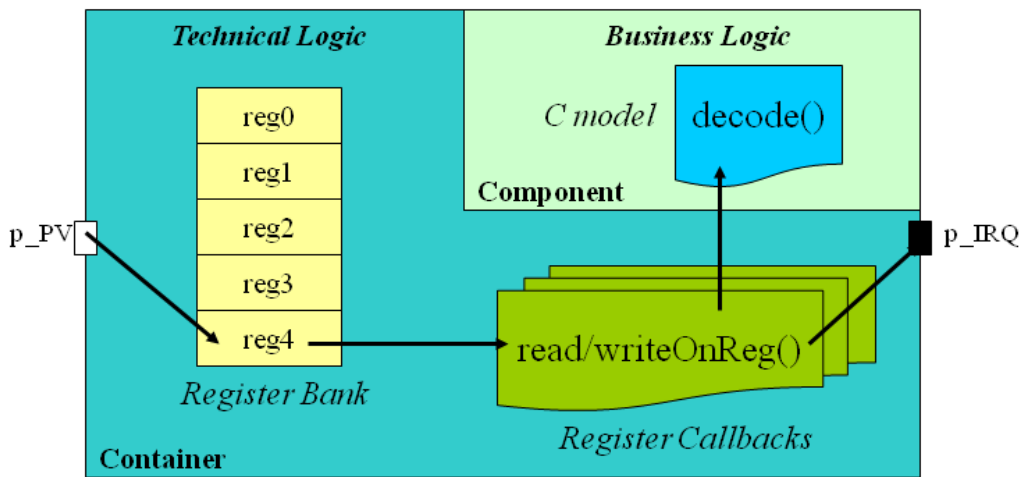 Technical Logic
Business Logic
reg0
reg1
reg2
reg3
reg4
Register Bank
C model
decode()
Component
p_PV
p_IRQ
read/writeOnReg()
Register Callbacks
Container